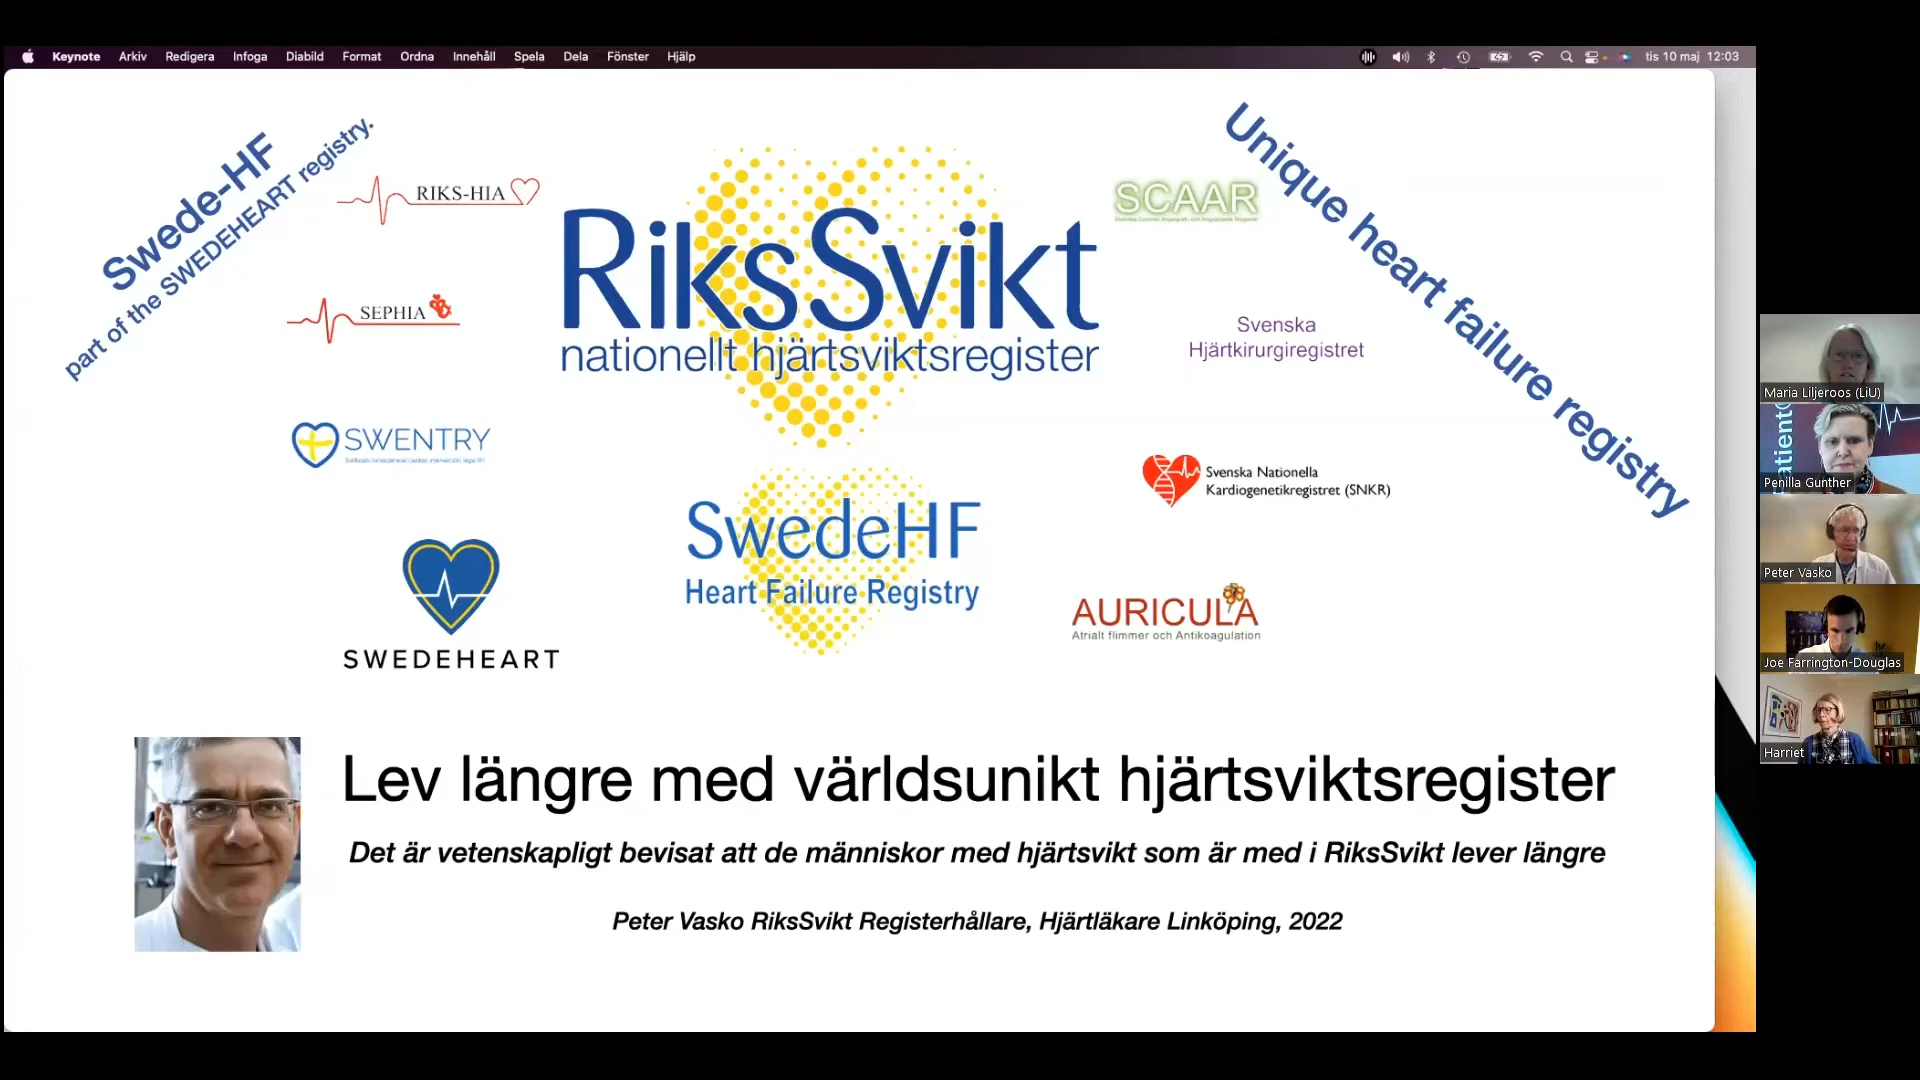 Keynote Arkiv Redigera Infoga Diabild Format Ordna Innehåll Spela Dela Fönster Hjälp
tis 10 maj 12:03
Swede-HF
part of the SWEDEHEART registry.
RIKS-HIA
SEPHIA
SWENTRY
SWEDEHEART
RiksSvikt
nationellt hjärtsviktsregister
SwedeHF
Heart Failure Registry
SCAAR
Svenska
Hjärtkirurgiregistret
Svenska Nationella
Kardiogenetikregistret (SNKR)
AURICULA
Atrialt flimmer och Antikoagulation
Unique heart failure registry
Lev längre med världsunikt hjärtsviktsregister
Det är vetenskapligt bevisat att de människor med hjärtsvikt som är med i RiksSvikt lever längre
Peter Vasko RiksSvikt Registerhållare, Hjärtläkare Linköping, 2022
Maria Liljeroos (LiU)
Penilla Gunther
Peter Vasko
Joe Farrington-Douglas
Harriet